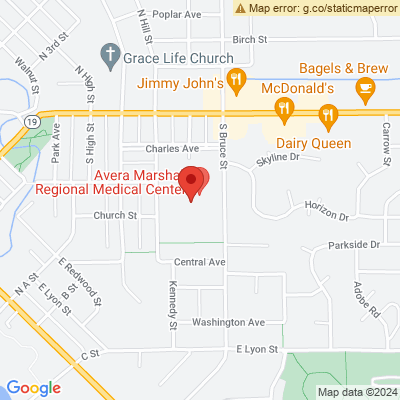 Map error: g.co/staticmaperror
Poplar Ave
Birch St
N 3rd St
N Hill St
Walnut St
N High St
Grace Life Church
Bagels & Brew
Jimmy John's
McDonald's
19
Park Ave
S High St
S Bruce St
Dairy Queen
Carrow St
Charles Ave
Skyline Dr
Avera Marsha
Regional Medical Center
Church St
Horizon Dr
Parkside Dr
Central Ave
E Redwood St
N A St
E Lyon St
B St
Kennedy St
Adobe Rd
Washington Ave
C St
E Lyon St
Google
Map data ©2024